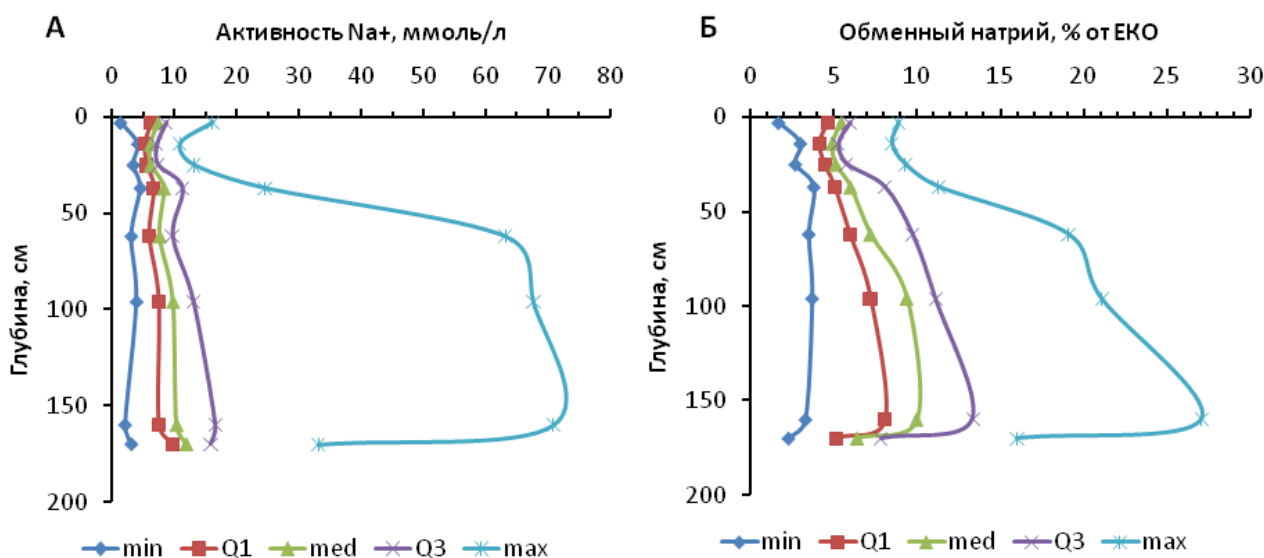 А
Активность Na+, ммоль/л
0 10 20 30 40 50 60 70 80
0
50
100
150
200
Глубина, см
min Q1 med Q3 max
Б
Обменный натрий, % от ЕКО
0 5 10 15 20 25 30
0
50
100
150
200
Глубина, см
min Q1 med Q3 max